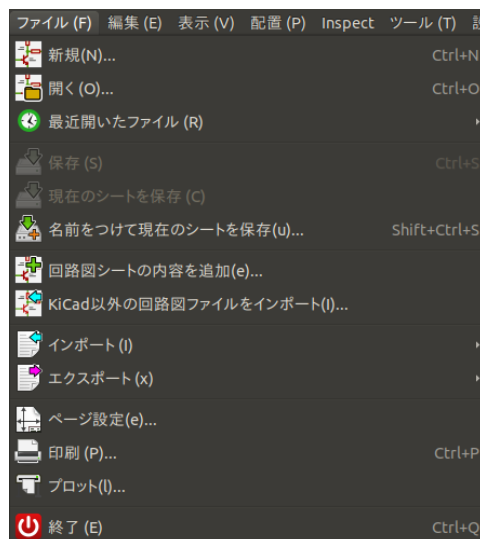 ファイル (F) 編集 (E) 表示 (V) 配置 (P) Inspect ツール (T)
新規(N)... Ctrl+N
開く(O)... Ctrl+O
最近開いたファイル (R)
保存 (S) Ctrl+S
現在のシートを保存 (C)
名前をつけて現在のシートを保存(u)... Shift+Ctrl+S
回路図シートの内容を追加(e)...
KiCad以外の回路図ファイルをインポート(I)...
インポート (I)
エクスポート (x)
ページ設定(e)...
印刷 (P)... Ctrl+P
プロット(l)...
終了 (E) Ctrl+Q